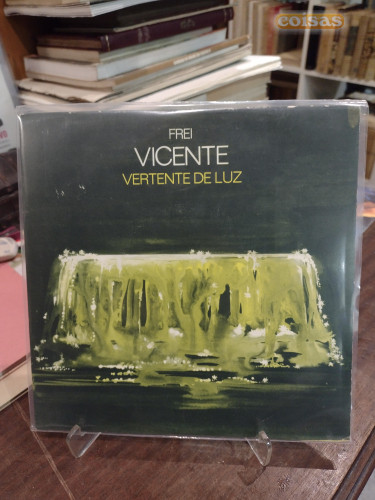 coisas
FREI
VICENTE
VERTENTE DE LUZ